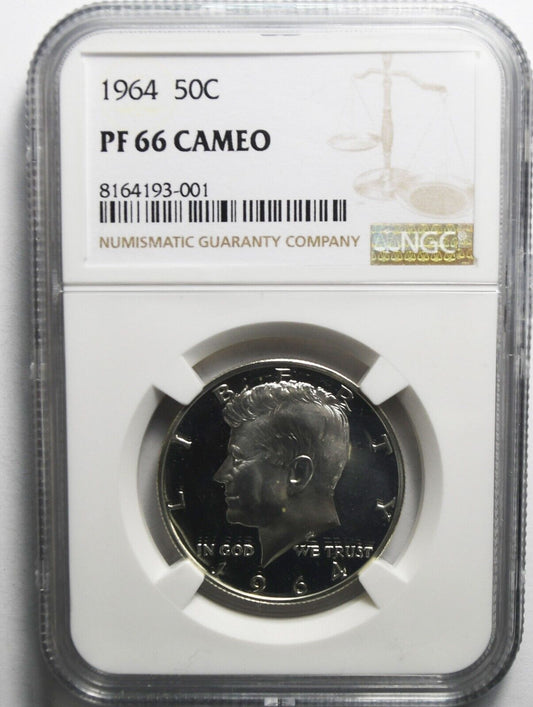 1964 50C
PF 66 CAMEO
8164193-001
NUMISMATIC GUARANTY COMPANY
NGC®
LIBERTY
IN GOD WE TRUST
1964